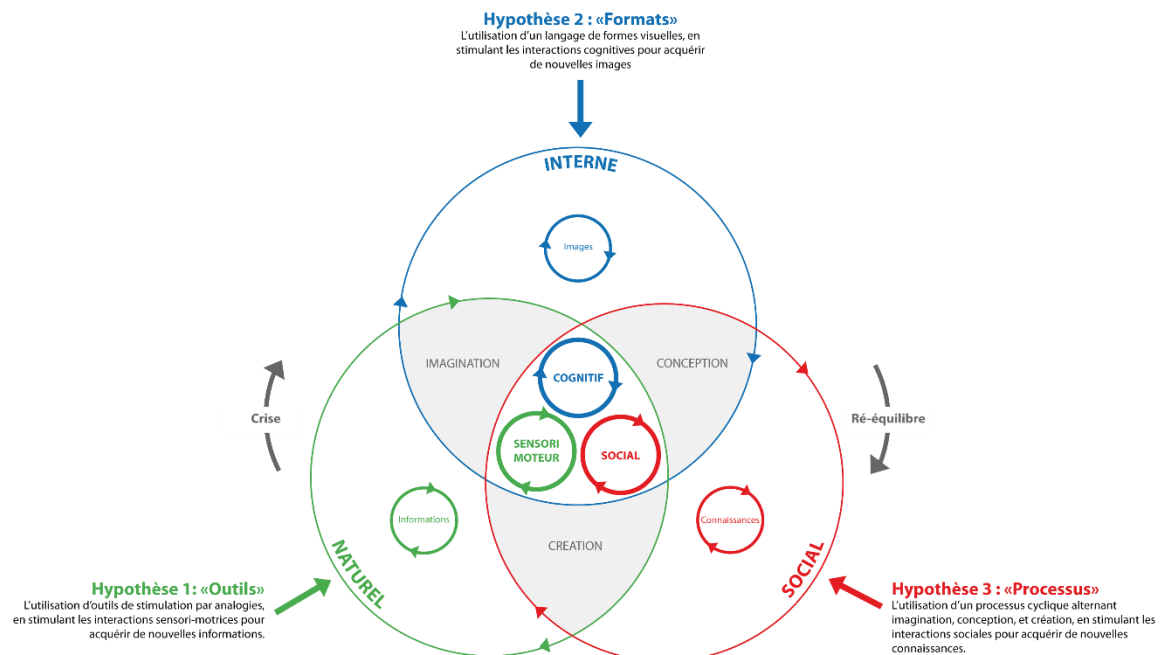 Hypothèse 2 : «Formats»
L'utilisation d'un langage de formes visuelles, en
stimulant les interactions cognitives pour acquérir
de nouvelles images
INTERNE
Images
IMAGINATION
CONCEPTION
COGNITIF
Crise
Ré-équilibre
SENSORI
MOTEUR
SOCIAL
Informations
Connaissances
CREATION
NATUREL
SOCIAL
Hypothèse 1: «Outils»
L'utilisation d'outils de stimulation par analogies,
en stimulant les interactions sensori-motrices pour
acquérir de nouvelles informations.
Hypothèse 3 : «Processus»
L'utilisation d'un processus cyclique alternant
imagination, conception, et création, en stimulant les
interactions sociales pour acquérir de nouvelles
connaissances.